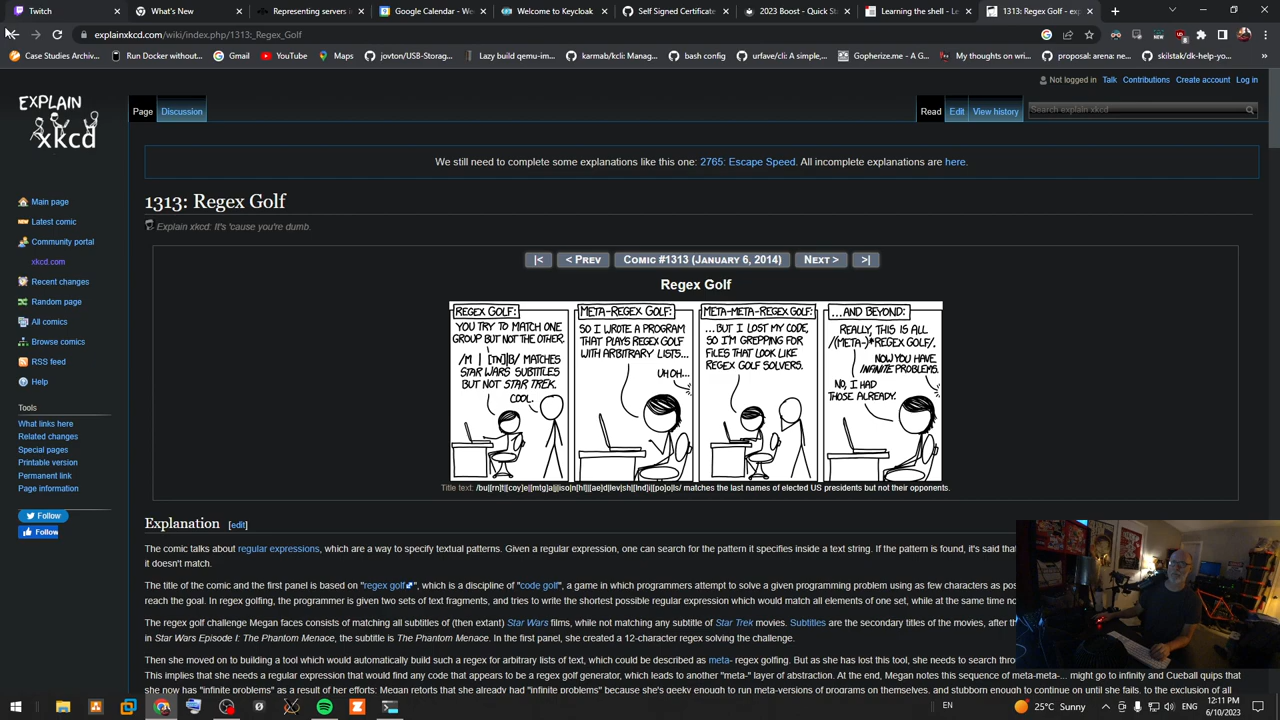 Twitch
What's New
Representing servers i
Google Calendar - We
Welcome to Keycloak
Self Signed Certificate
2023 Boost - Quick St
Learning the shell - Le
1313: Regex Golf - exp
explainxkcd.com/wiki/index.php/1313:_Regex_Golf
Case Studies Archiv...
Run Docker without...
Gmail
YouTube
Maps
jovton/USB-Storag...
Lazy build qemu-im...
karmab/kcli: Manag...
bash config
urfave/cli: A simple,...
Gopherize.me - A G...
My thoughts on wri...
proposal: arena: ne...
skilstak/dk-help-yo...
Not logged in Talk Contributions Create account Log in
EXPLAIN
xkcd
Page Discussion
Read Edit View history
Search explain xkcd
We still need to complete some explanations like this one: 2765: Escape Speed. All incomplete explanations are here.
1313: Regex Golf
Explain xkcd: It's 'cause you're dumb.
Main page
Latest comic
Community portal
xkcd.com
Recent changes
Random page
All comics
Browse comics
RSS feed
Help
Tools
What links here
Related changes
Special pages
Printable version
Permanent link
Page information
Follow
Follow
|< < PREV COMIC #1313 (JANUARY 6, 2014) NEXT > >|
Regex Golf
REGEX GOLF:
YOU TRY TO MATCH ONE
GROUP BUT NOT THE OTHER.
/M | [TN]|B/ MATCHES
STAR WARS SUBTITLES
BUT NOT STAR TREK.
COOL.
META-REGEX GOLF:
SO I WROTE A PROGRAM
THAT PLAYS REGEX GOLF
WITH ARBITRARY LISTS...
UH OH...
META-META-REGEX GOLF:
...BUT I LOST MY CODE,
SO I'M GREPPING FOR
FILES THAT LOOK LIKE
REGEX GOLF SOLVERS.
...AND BEYOND:
REALLY, THIS IS ALL
/(META-)*REGEX GOLF/.
NOW YOU HAVE
INFINITE PROBLEMS.
NO, I HAD
THOSE ALREADY.
Title text: /bu|[rn]t|[coy]e|[mtg]a|j|iso|n[hl]|[ae]d|lev|sh|[lnd]i|[po]o|ls/ matches the last names of elected US presidents but not their opponents.
Explanation [edit]
The comic talks about regular expressions, which are a way to specify textual patterns. Given a regular expression, one can search for the pattern it specifies inside a text string. If the pattern is found, it's said tha
it doesn't match.
The title of the comic and the first panel is based on "regex golf", which is a discipline of "code golf", a game in which programmers attempt to solve a given programming problem using as few characters as pos
reach the goal. In regex golfing, the programmer is given two sets of text fragments, and tries to write the shortest possible regular expression which would match all elements of one set, while at the same time no
The regex golf challenge Megan faces consists of matching all subtitles of (then extant) Star Wars films, while not matching any subtitle of Star Trek movies. Subtitles are the secondary titles of the movies, after th
in Star Wars Episode I: The Phantom Menace, the subtitle is The Phantom Menace. In the first panel, she created a 12-character regex solving the challenge.
Then she moved on to building a tool which would automatically build such a regex for arbitrary lists of text, which could be described as meta- regex golfing. But as she has lost this tool, she needs to search throu
This implies that she needs a regular expression that would find any code that appears to be a regex golf generator, which leads to another "meta-" layer of abstraction. At the end, Megan notes this sequence of meta-meta-... might go to infinity and Cueball quips that
she now has "infinite problems" as a result of her efforts: Megan retorts that she already had "infinite problems" because she's geeky enough to run meta-versions of programs on themselves, and stubborn enough to continue until she fails, to the exclusion of all
EN
25°C Sunny
ENG
12:11 PM
6/10/2023